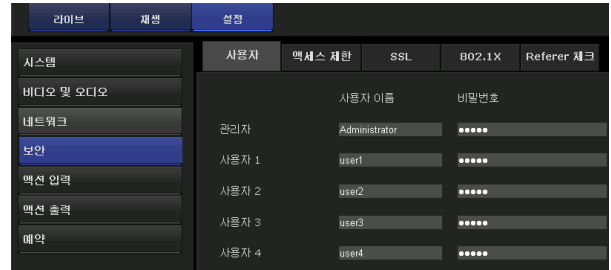 라이브 재생 설정
시스템
비디오 및 오디오
네트워크
보안
액션 입력
액션 출력
예약
사용자 액세스 제한 SSL 802.1X Referer 체크
사용자 이름 비밀번호
관리자 Administrator •••••
사용자 1 user1 •••••
사용자 2 user2 •••••
사용자 3 user3 •••••
사용자 4 user4 •••••